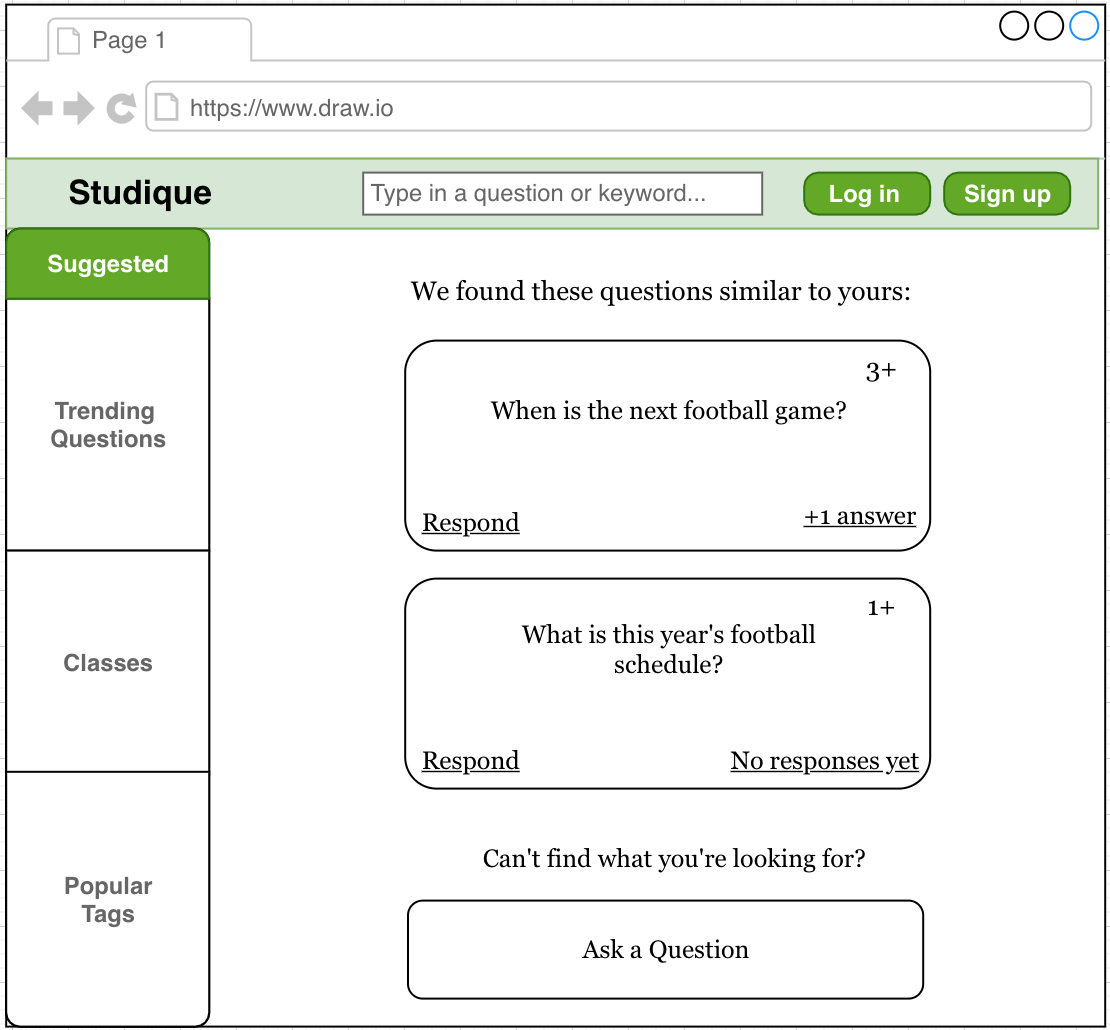 Page 1
https://www.draw.io
Studique
Type in a question or keyword...
Log in
Sign up
Suggested
Trending
Questions
Classes
Popular
Tags
We found these questions similar to yours:
3+
When is the next football game?
Respond
+1 answer
1+
What is this year's football
schedule?
Respond
No responses yet
Can't find what you're looking for?
Ask a Question